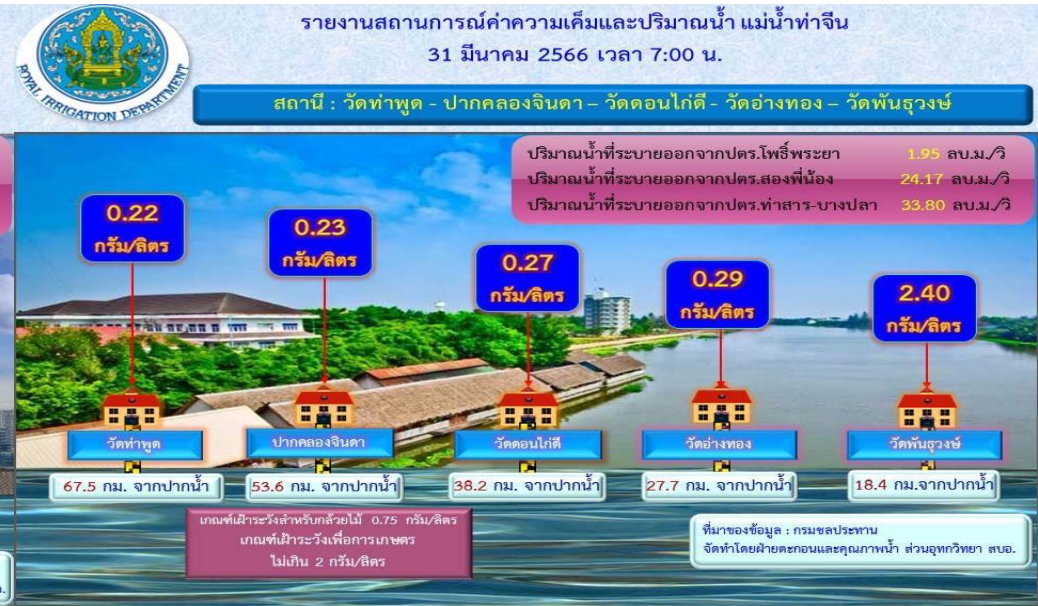 รายงานสถานการณ์ค่าความเค็มและปริมาณน้ำ แม่น้ำท่าจีน
31 มีนาคม 2566 เวลา 7:00 น.
ROYAL IRRIGATION DEPARTMENT
สถานี : วัดท่าพูด - ปากคลองจินดา – วัดดอนไก่ดี - วัดอ่างทอง – วัดพันธุวงษ์
ปริมาณน้ำที่ระบายออกจากปตร.โพธิ์พระยา 1.95 ลบ.ม./วิ
ปริมาณน้ำที่ระบายออกจากปตร.สองพี่น้อง 24.17 ลบ.ม./วิ
ปริมาณน้ำที่ระบายออกจากปตร.ท่าสาร-บางปลา 33.80 ลบ.ม./วิ
0.22
กรัม/ลิตร
0.23
กรัม/ลิตร
0.27
กรัม/ลิตร
0.29
กรัม/ลิตร
2.40
กรัม/ลิตร
วัดท่าพูด
ปากคลองจินดา
วัดดอนไก่ดี
วัดอ่างทอง
วัดพันธุวงษ์
67.5 กม. จากปากน้ำ
53.6 กม. จากปากน้ำ
38.2 กม. จากปากน้ำ
27.7 กม. จากปากน้ำ
18.4 กม.จากปากน้ำ
เกณฑ์เฝ้าระวังสำหรับกล้วยไม้ 0.75 กรัม/ลิตร
เกณฑ์เฝ้าระวังเพื่อการเกษตร
ไม่เกิน 2 กรัม/ลิตร
ที่มาของข้อมูล : กรมชลประทาน
จัดทำโดยฝ่ายตะกอนและคุณภาพน้ำ ส่วนอุทกวิทยา สบอ.